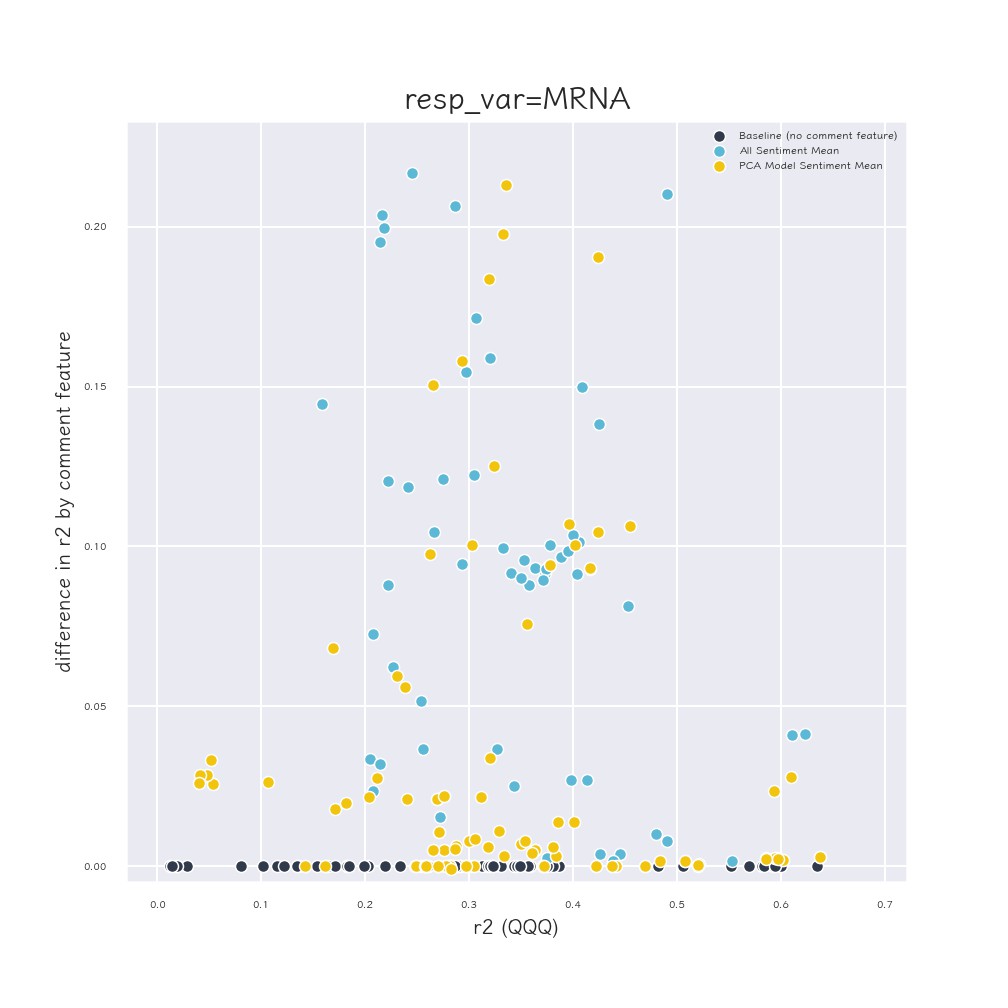 resp_var=MRNA
Baseline (no comment feature)
All Sentiment Mean
PCA Model Sentiment Mean
difference in r2 by comment feature
0.20
0.15
0.10
0.05
0.00
0.0 0.1 0.2 0.3 0.4 0.5 0.6 0.7
r2 (QQQ)